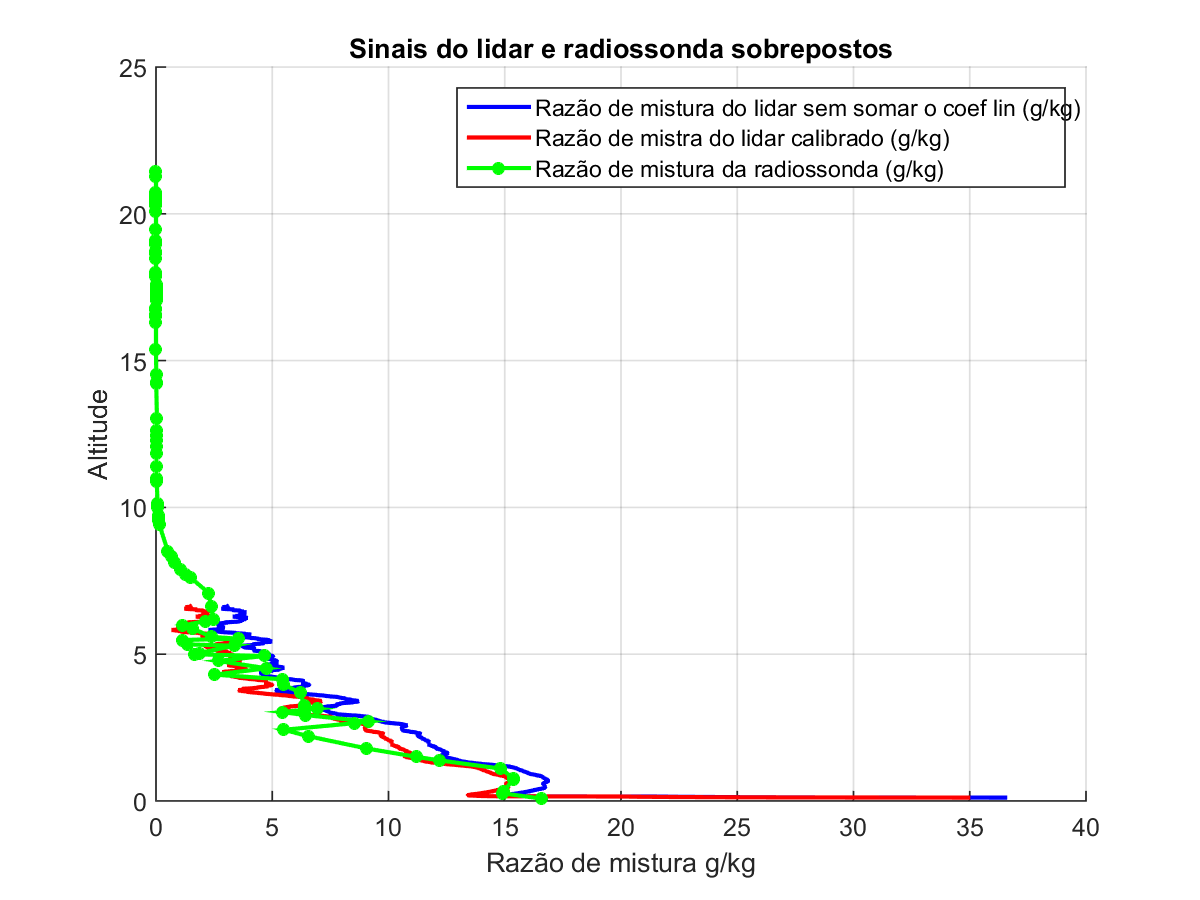 Sinais do lidar e radiossonda sobrepostos
25
Razão de mistura do lidar sem somar o coef lin (g/kg)
Razão de mistra do lidar calibrado (g/kg)
Razão de mistura da radiossonda (g/kg)
20
15
Altitude
10
5
0
0 5 10 15 20 25 30 35 40
Razão de mistura g/kg